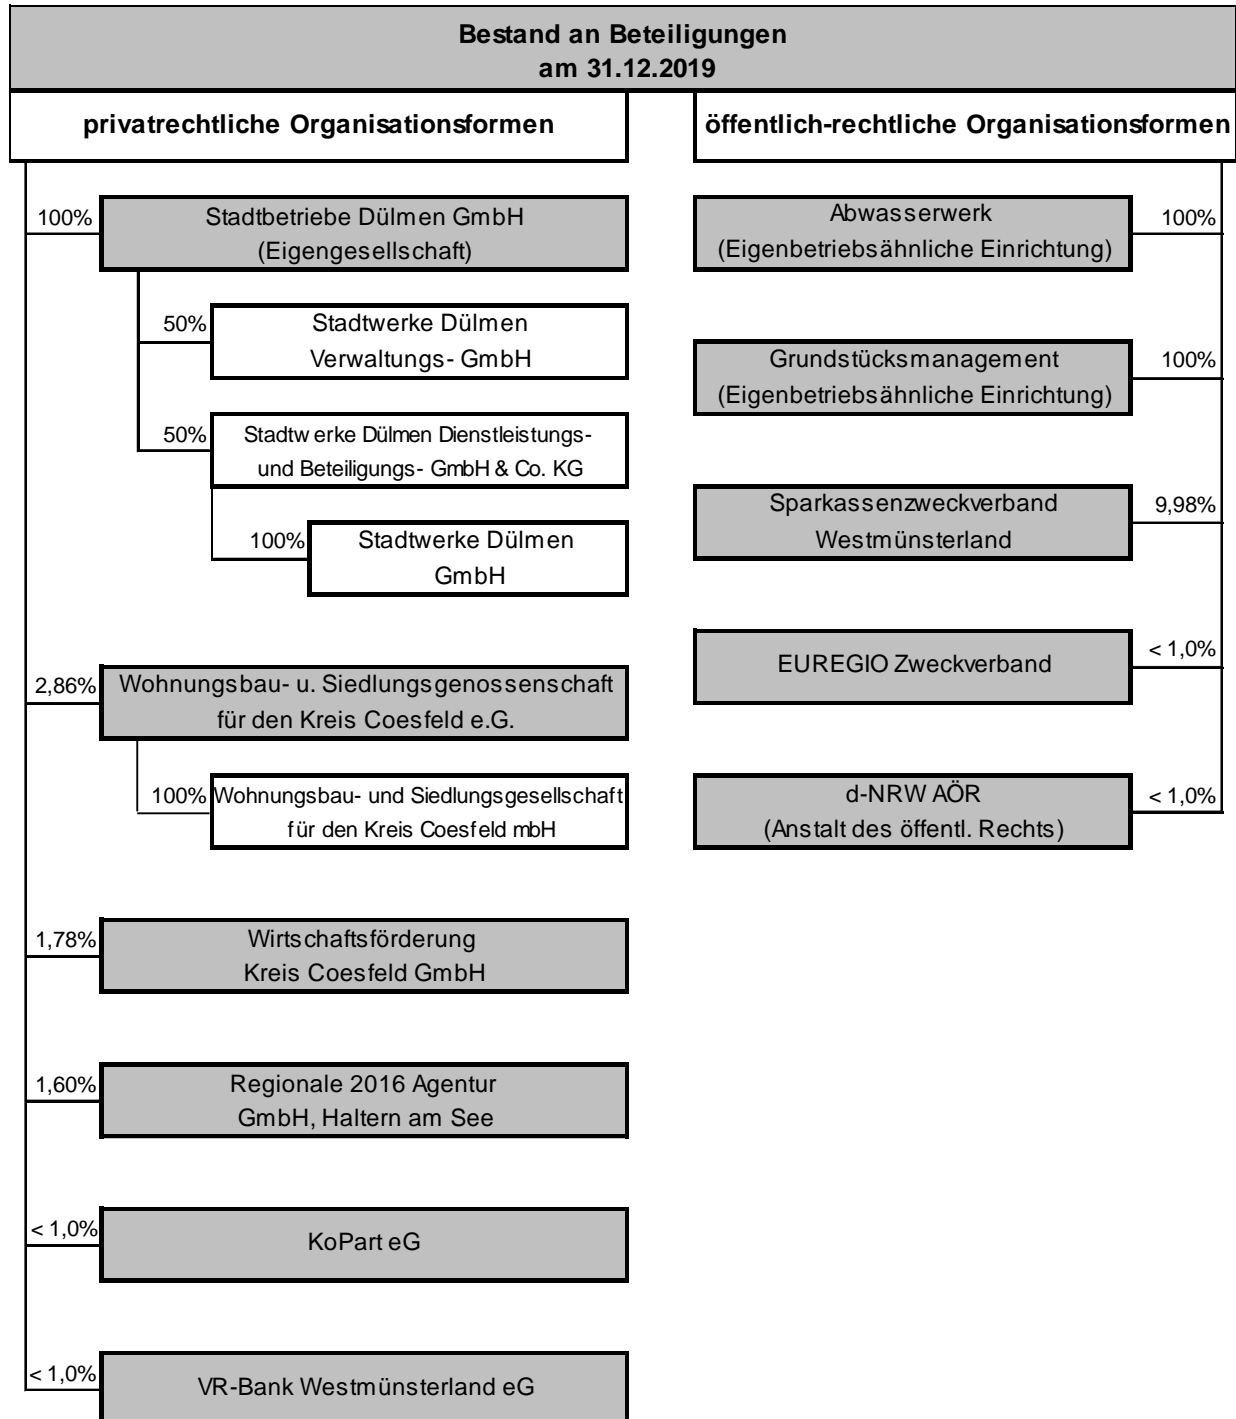 Bestand an Beteiligungen
am 31.12.2019
privatrechtliche Organisationsformen
100%
Stadtbetriebe Dülmen GmbH
(Eigengesellschaft)
50%
Stadtwerke Dülmen
Verwaltungs- GmbH
50%
Stadtwerke Dülmen Dienstleistungs-
und Beteiligungs- GmbH & Co. KG
100%
Stadtwerke Dülmen
GmbH
2,86%
Wohnungsbau- u. Siedlungsgenossenschaft
für den Kreis Coesfeld e.G.
100%
Wohnungsbau- und Siedlungsgesellschaft
für den Kreis Coesfeld mbH
1,78%
Wirtschaftsförderung
Kreis Coesfeld GmbH
1,60%
Regionale 2016 Agentur
GmbH, Haltern am See
< 1,0%
KoPart eG
< 1,0%
VR-Bank Westmünsterland eG
öffentlich-rechtliche Organisationsformen
Abwasserwerk
(Eigenbetriebsähnliche Einrichtung)
100%
Grundstücksmanagement
(Eigenbetriebsähnliche Einrichtung)
100%
Sparkassenzweckverband
Westmünsterland
9,98%
EUREGIO Zweckverband
< 1,0%
d-NRW AÖR
(Anstalt des öffentl. Rechts)
< 1,0%